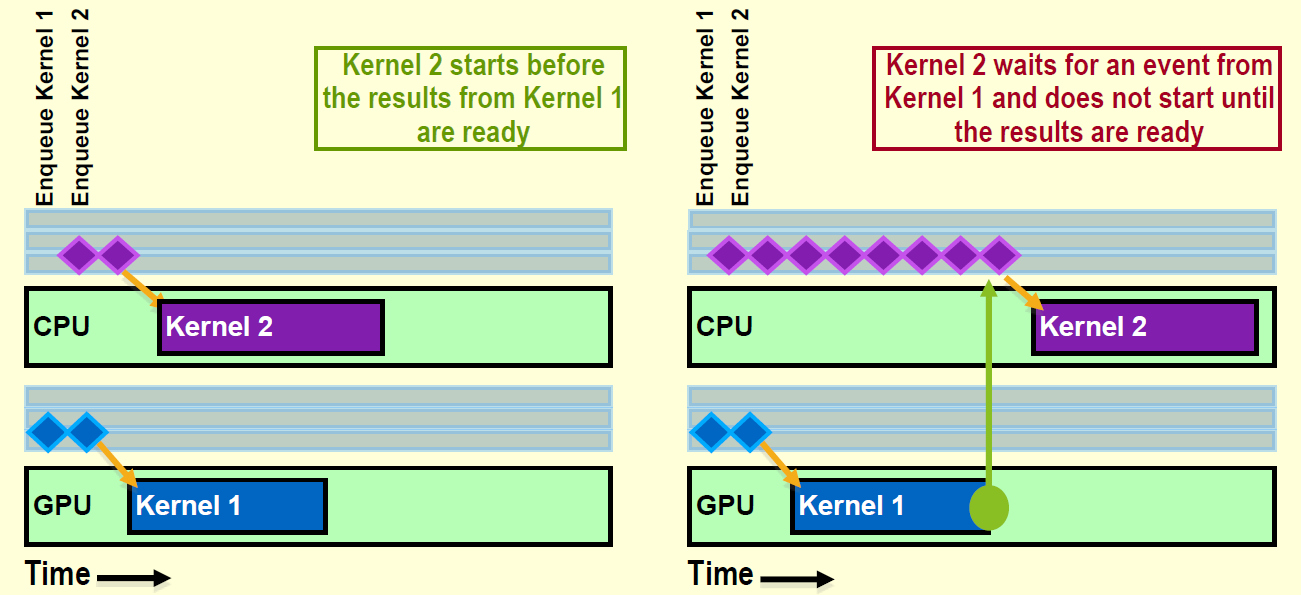 Enqueue Kernel 1
Enqueue Kernel 2
Kernel 2 starts before
the results from Kernel 1
are ready
CPU
Kernel 2
GPU
Kernel 1
Time
Enqueue Kernel 1
Enqueue Kernel 2
Kernel 2 waits for an event from
Kernel 1 and does not start until
the results are ready
CPU
Kernel 2
GPU
Kernel 1
Time